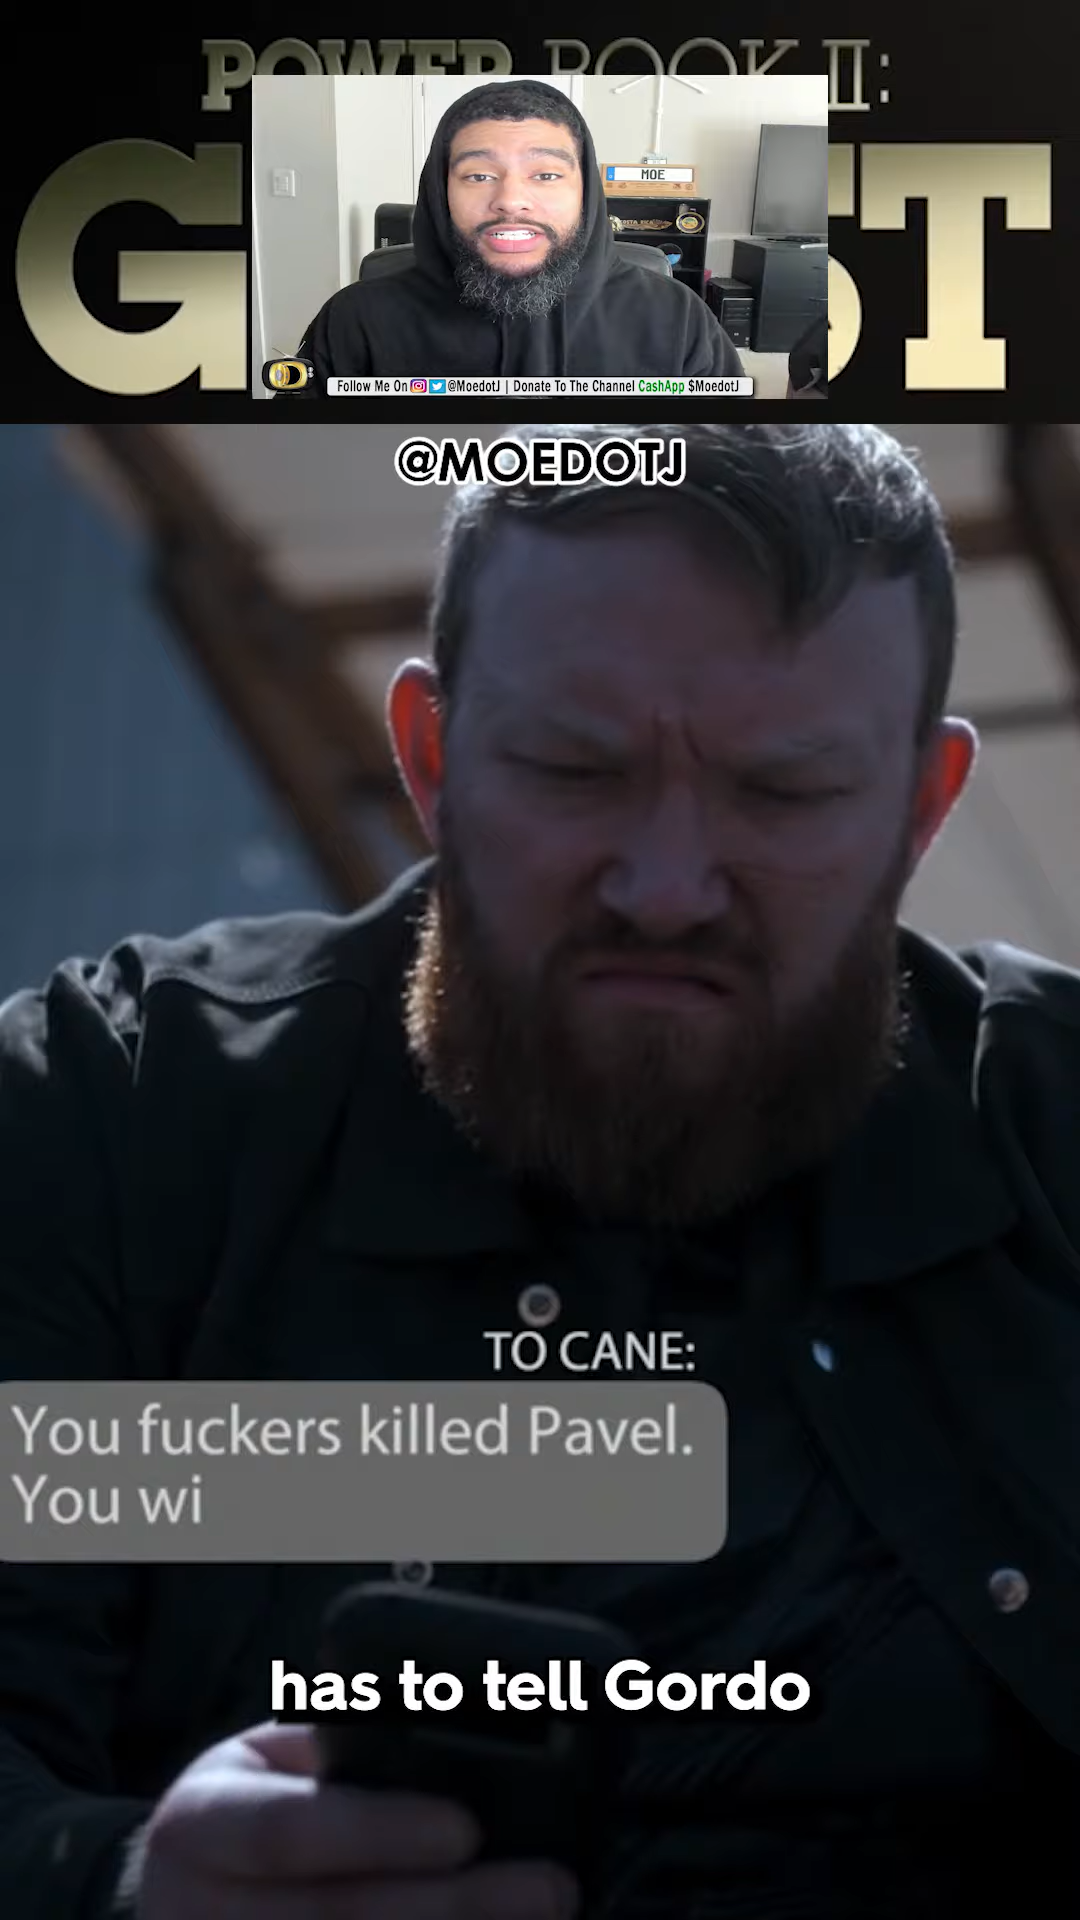 POWER BOOK II:
G ST
MOE
Follow Me On @MoedotJ | Donate To The Channel CashApp $MoedotJ
@MOEDOTJ
TO CANE:
You fuckers killed Pavel.
You wi
has to tell Gordo